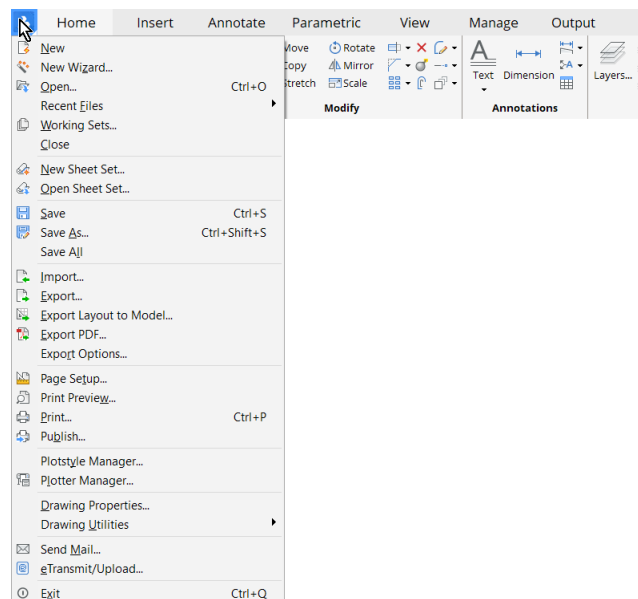 Home Insert Annotate Parametric View Manage Output
New
New Wizard...
Open... Ctrl+O
Recent Files
Working Sets...
Close
New Sheet Set...
Open Sheet Set...
Save Ctrl+S
Save As... Ctrl+Shift+S
Save All
Import...
Export...
Export Layout to Model...
Export PDF...
Export Options...
Page Setup...
Print Preview...
Print... Ctrl+P
Publish...
Plotstyle Manager...
Plotter Manager...
Drawing Properties...
Drawing Utilities
Send Mail...
eTransmit/Upload...
Exit Ctrl+Q
Move Rotate
Copy Mirror
Stretch Scale
Modify
Text Dimension
Annotations
Layers...